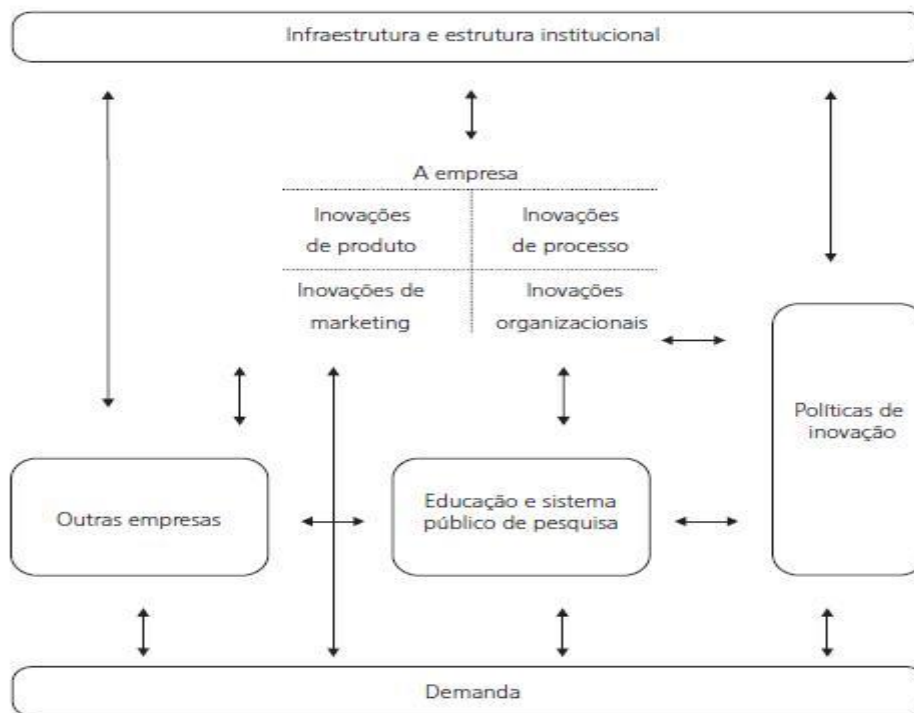 Infraestrutura e estrutura institucional
A empresa
Inovações
de produto
Inovações
de processo
Inovações de
marketing
Inovações
organizacionais
Políticas de
inovação
Outras empresas
Educação e sistema
público de pesquisa
Demanda